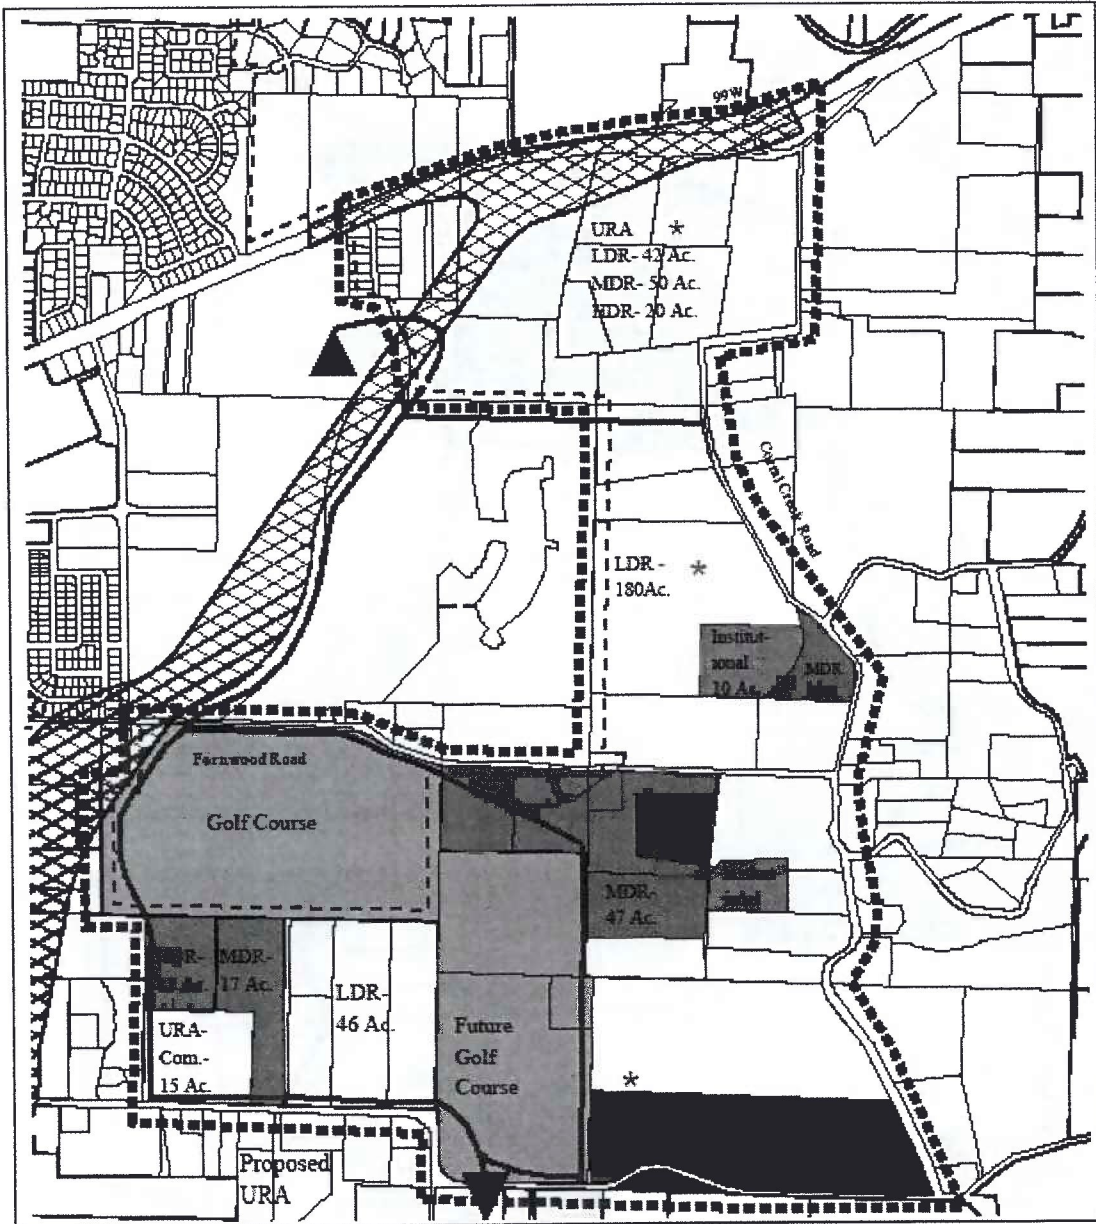 99W
URA *
LDR- 42 Ac.
MDR- 50 Ac.
HDR- 20 Ac.
Corral Creek Road
LDR -
180Ac. *
Institut-
ional
10 Ac.
MDR
Fernwood Road
Golf Course
MDR-
47 Ac.
MDR-
17 Ac.
LDR-
46 Ac.
URA-
Com.-
15 Ac.
Future
Golf
Course
*
Proposed
URA